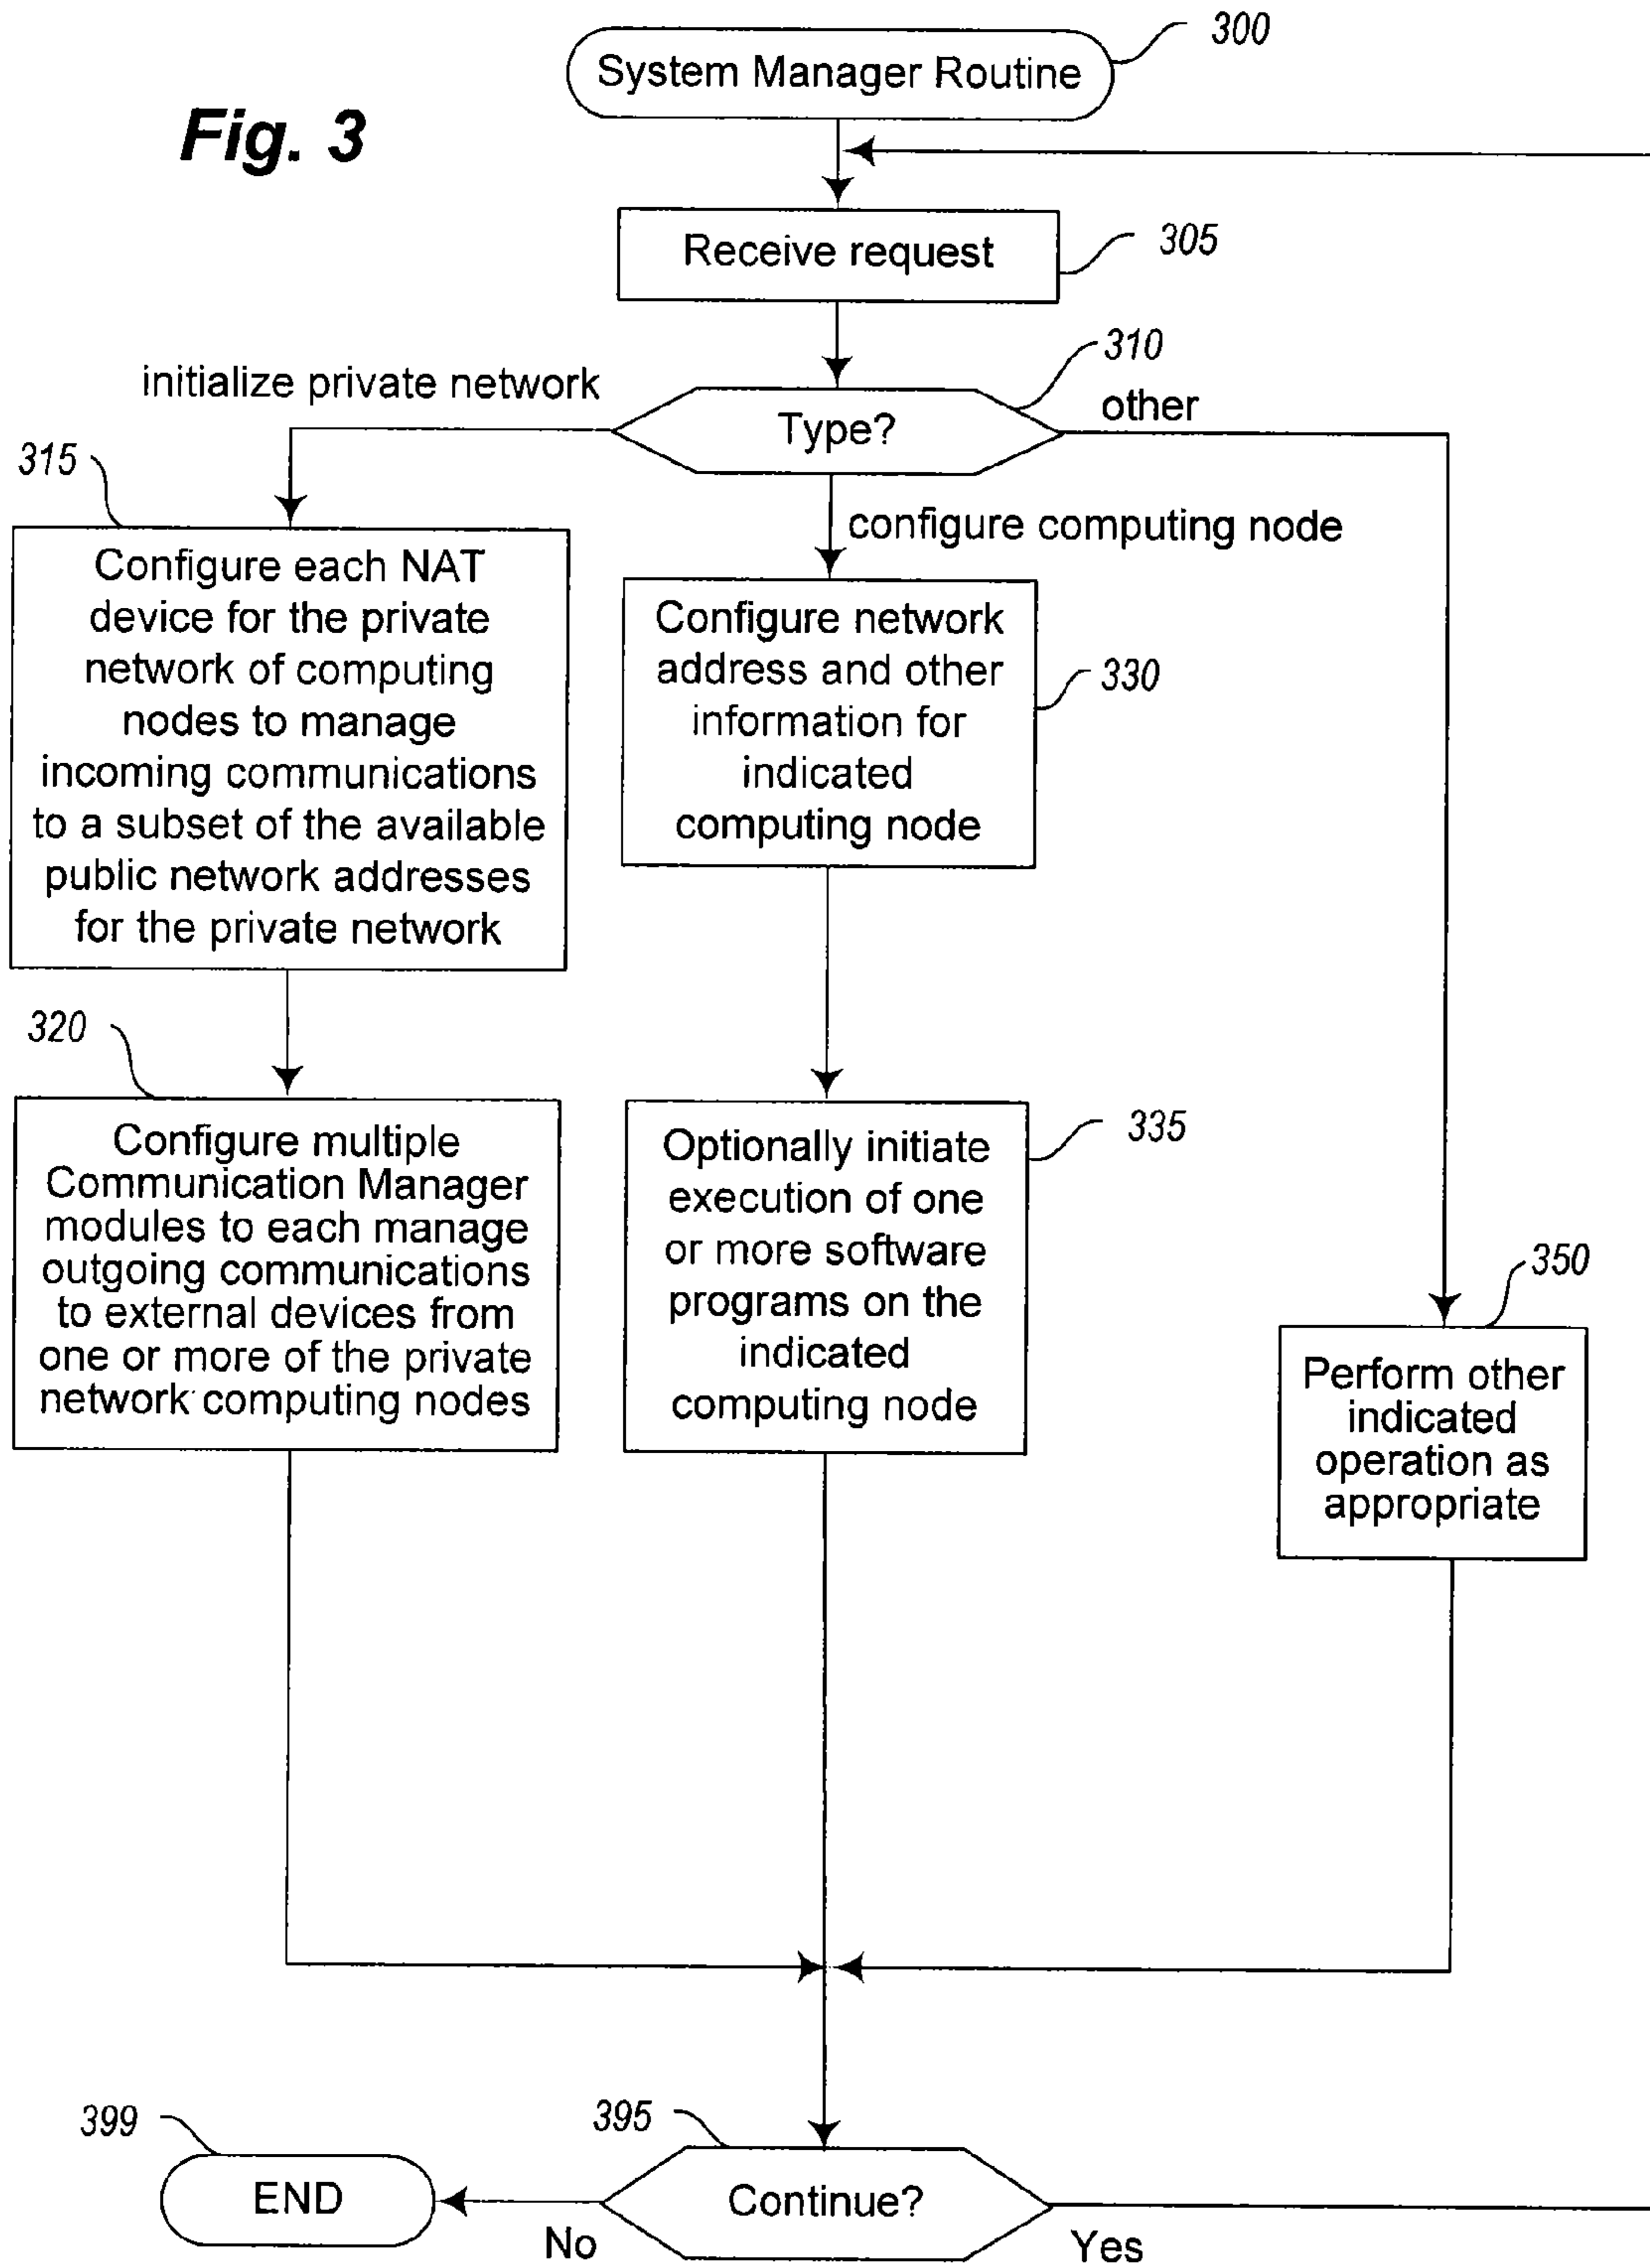 Fig. 3
300
System Manager Routine
Receive request
305
310
initialize private network
Type?
other
315
configure computing node
Configure each NAT
device for the private
network of computing
nodes to manage
incoming communications
to a subset of the available
public network addresses
for the private network
Configure network
address and other
information for
indicated
computing node
330
320
Configure multiple
Communication Manager
modules to each manage
outgoing communications
to external devices from
one or more of the private
network computing nodes
Optionally initiate
execution of one
or more software
programs on the
indicated
computing node
335
350
Perform other
indicated
operation as
appropriate
399
END
395
Continue?
No
Yes